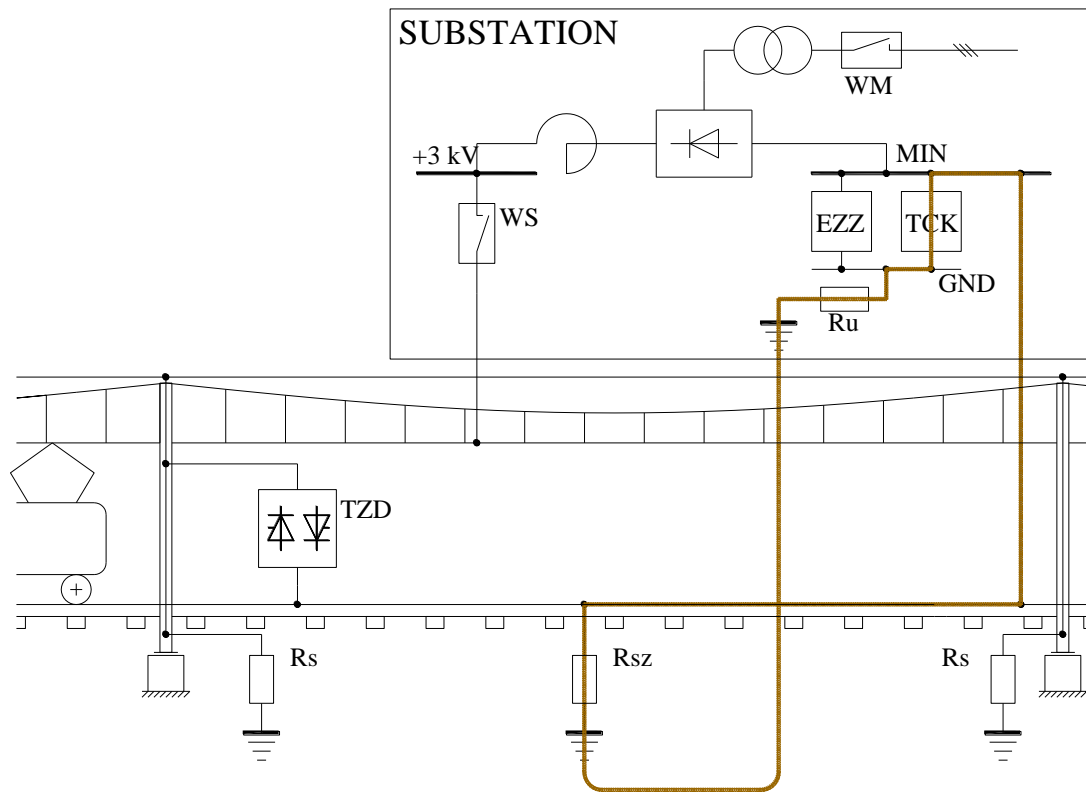 SUBSTATION
WM
+3 kV
MIN
WS
EZZ
TCK
GND
Ru
TZD
Rs
Rsz
Rs